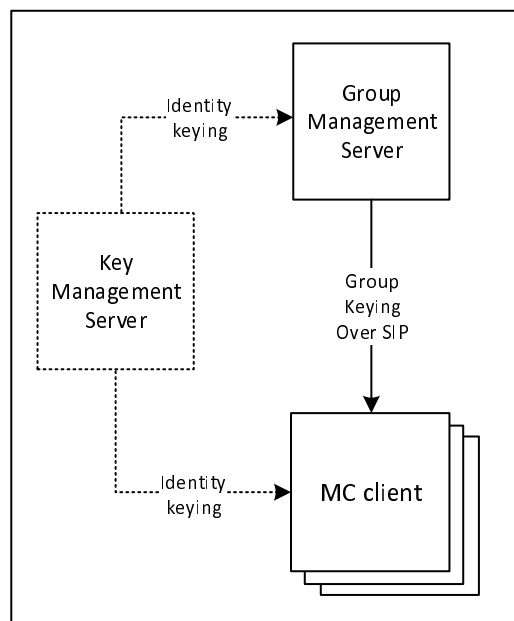 Identity
keying
Group
Management
Server
Key
Management
Server
Group
Keying
Over SIP
Identity
keying
MC client